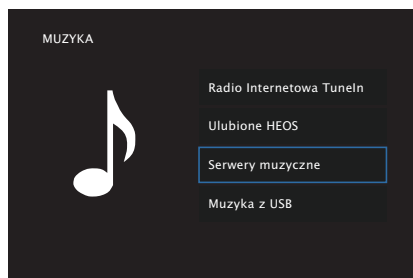 MUZYKA
Radio Internetowa TuneIn
Ulubione HEOS
Serwery muzyczne
Muzyka z USB